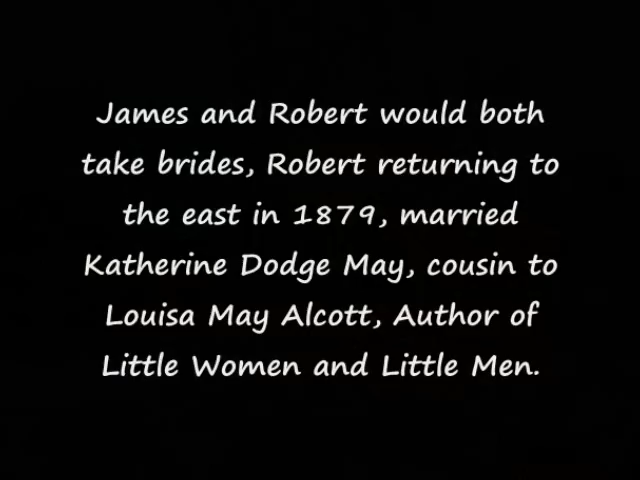 James and Robert would both
take brides, Robert returning to
the east in 1879, married
Katherine Dodge May, cousin to
Louisa May Alcott, Author of
Little Women and Little Men.